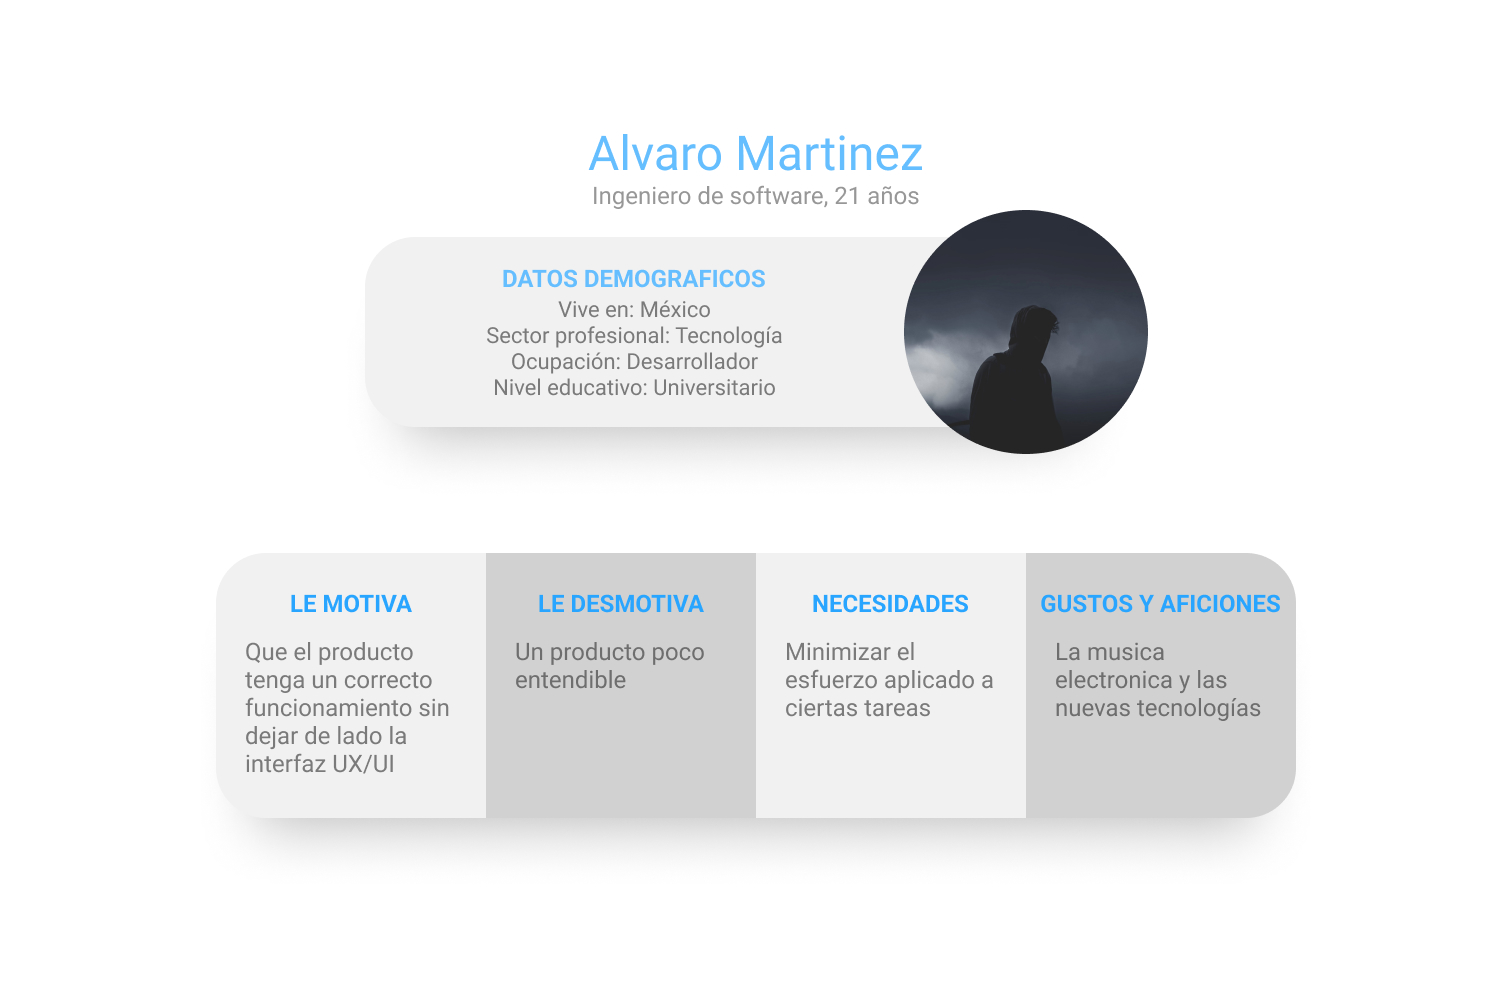 Alvaro Martinez
Ingeniero de software, 21 años
DATOS DEMOGRAFICOS
Vive en: México
Sector profesional: Tecnología
Ocupación: Desarrollador
Nivel educativo: Universitario
LE MOTIVA
Que el producto
tenga un correcto
funcionamiento sin
dejar de lado la
interfaz UX/UI
LE DESMOTIVA
Un producto poco
entendible
NECESIDADES
Minimizar el
esfuerzo aplicado a
ciertas tareas
GUSTOS Y AFICIONES
La musica
electronica y las
nuevas tecnologías